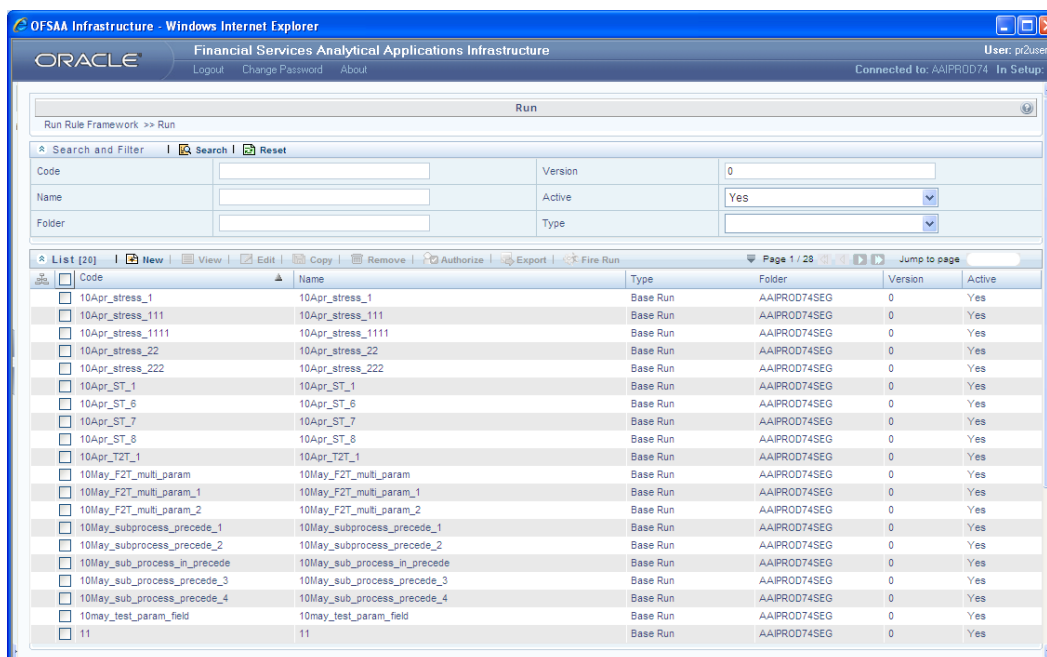 OFSAA Infrastructure - Windows Internet Explorer
ORACLE
Financial Services Analytical Applications Infrastructure
User: pr2user
Logout Change Password About
Connected to: AAIPROD74 In Setup:
Run
Run Rule Framework >> Run
Search and Filter | Search | Reset
Code Version 0
Name Active Yes
Folder Type
List [20] | New | View | Edit | Copy | Remove | Authorize | Export | Fire Run Page 1 / 28 Jump to page
Code Name Type Folder Version Active
10Apr_stress_1 10Apr_stress_1 Base Run AAIPROD74SEG 0 Yes
10Apr_stress_111 10Apr_stress_111 Base Run AAIPROD74SEG 0 Yes
10Apr_stress_1111 10Apr_stress_1111 Base Run AAIPROD74SEG 0 Yes
10Apr_stress_22 10Apr_stress_22 Base Run AAIPROD74SEG 0 Yes
10Apr_stress_222 10Apr_stress_222 Base Run AAIPROD74SEG 0 Yes
10Apr_ST_1 10Apr_ST_1 Base Run AAIPROD74SEG 0 Yes
10Apr_ST_6 10Apr_ST_6 Base Run AAIPROD74SEG 0 Yes
10Apr_ST_7 10Apr_ST_7 Base Run AAIPROD74SEG 0 Yes
10Apr_ST_8 10Apr_ST_8 Base Run AAIPROD74SEG 0 Yes
10Apr_T2T_1 10Apr_T2T_1 Base Run AAIPROD74SEG 0 Yes
10May_F2T_multi_param 10May_F2T_multi_param Base Run AAIPROD74SEG 0 Yes
10May_F2T_multi_param_1 10May_F2T_multi_param_1 Base Run AAIPROD74SEG 0 Yes
10May_F2T_multi_param_2 10May_F2T_multi_param_2 Base Run AAIPROD74SEG 0 Yes
10May_subprocess_precede_1 10May_subprocess_precede_1 Base Run AAIPROD74SEG 0 Yes
10May_subprocess_precede_2 10May_subprocess_precede_2 Base Run AAIPROD74SEG 0 Yes
10May_sub_process_in_precede 10May_sub_process_in_precede Base Run AAIPROD74SEG 0 Yes
10May_sub_process_precede_3 10May_sub_process_precede_3 Base Run AAIPROD74SEG 0 Yes
10May_sub_process_precede_4 10May_sub_process_precede_4 Base Run AAIPROD74SEG 0 Yes
10may_test_param_field 10may_test_param_field Base Run AAIPROD74SEG 0 Yes
11 11 Base Run AAIPROD74SEG 0 Yes